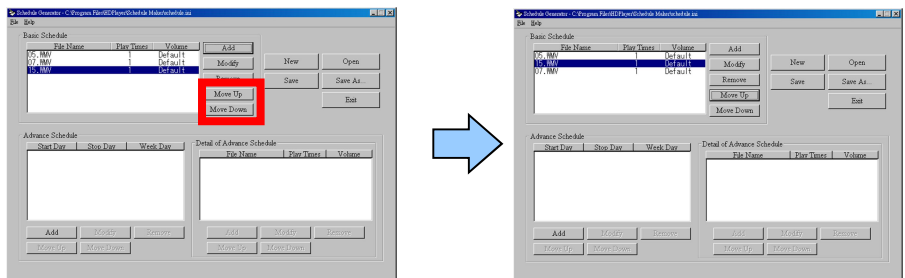 Schedule Generator - C:\Program Files\HDPlayer\Schedule Maker\schedule.ini
File Help
Basic Schedule
File Name Play Times Volume
05.WMV 1 Default
07.WMV 1 Default
15.WMV 1 Default
Add
Modify
Remove
Move Up
Move Down
New Open
Save Save As...
Exit
Advance Schedule
Start Day Stop Day Week Day
Add Modify Remove
Move Up Move Down
Detail of Advance Schedule
File Name Play Times Volume
Add Modify Remove
Move Up Move Down
Schedule Generator - C:\Program Files\HDPlayer\Schedule Maker\schedule.ini
File Help
Basic Schedule
File Name Play Times Volume
05.WMV 1 Default
15.WMV 1 Default
07.WMV 1 Default
Add
Modify
Remove
Move Up
Move Down
New Open
Save Save As...
Exit
Advance Schedule
Start Day Stop Day Week Day
Add Modify Remove
Move Up Move Down
Detail of Advance Schedule
File Name Play Times Volume
Add Modify Remove
Move Up Move Down